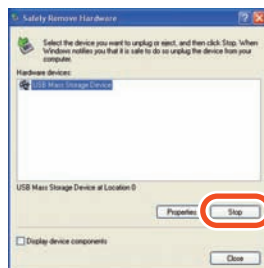 Safely Remove Hardware
Select the device you want to unplug or eject, and then click Stop. When
Windows notifies you that it is safe to do so unplug the device from your
computer.
Hardware devices:
USB Mass Storage Device
USB Mass Storage Device at Location 0
Properties
Stop
Display device components
Close